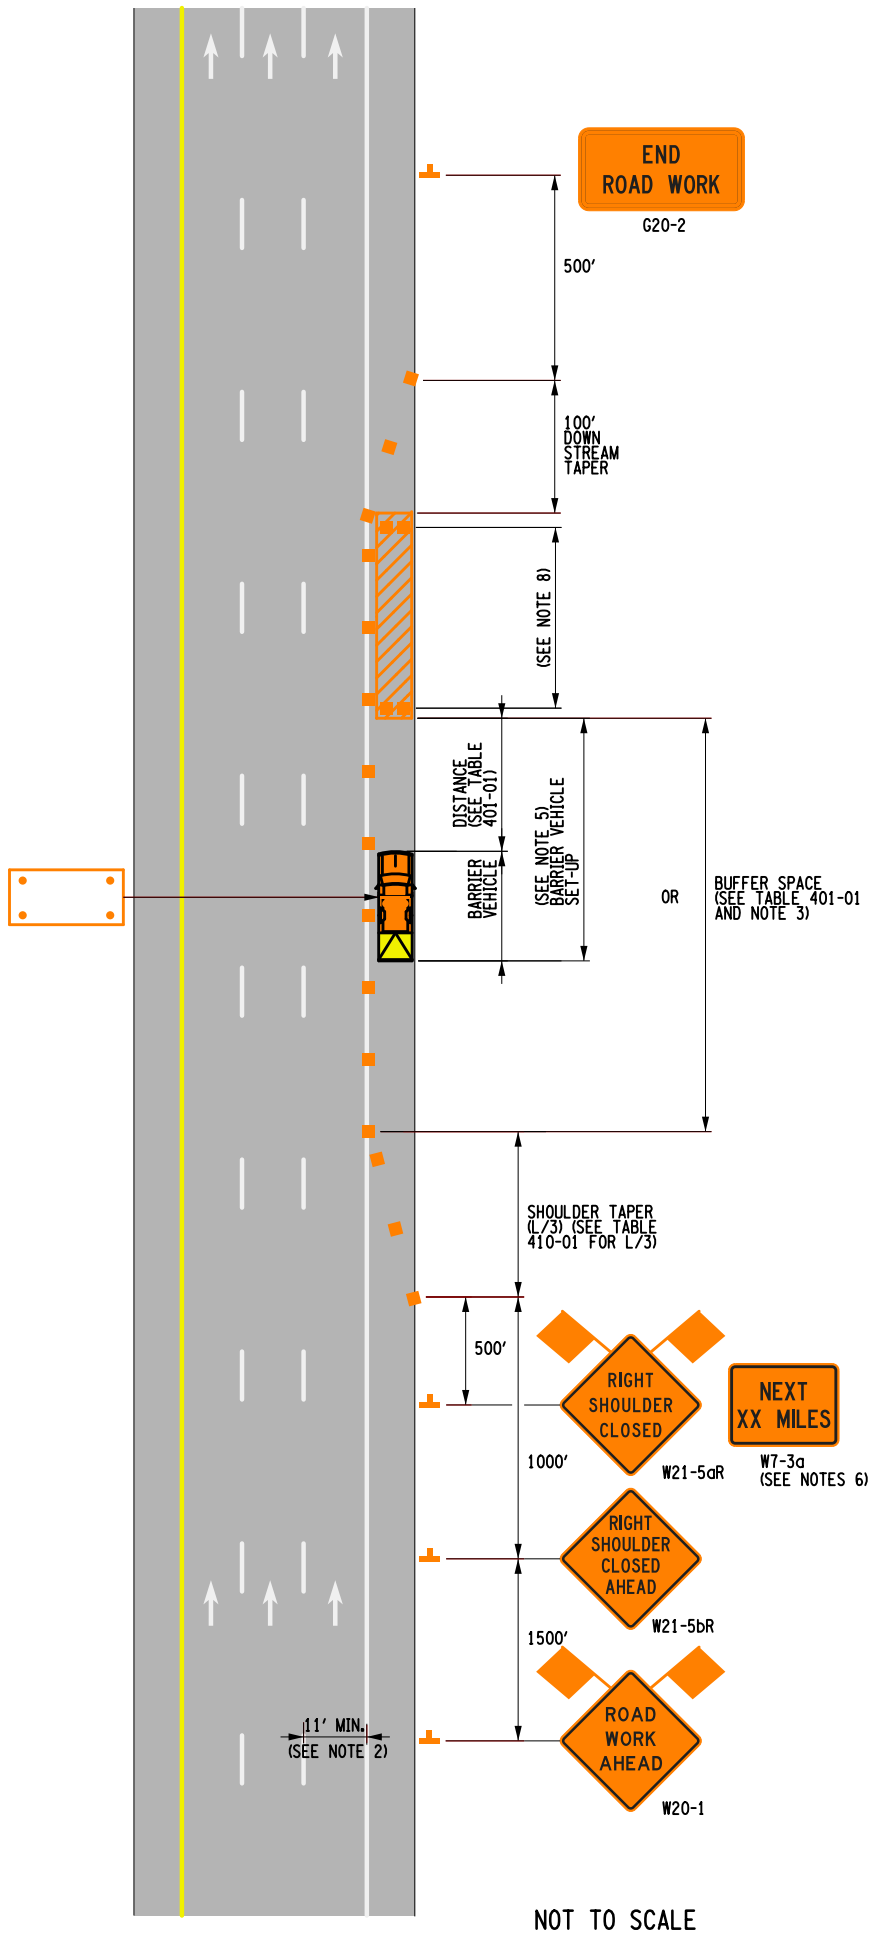 END
ROAD WORK
G20-2
500'
100'
DOWN
STREAM
TAPER
(SEE NOTE 8)
DISTANCE
(SEE TABLE
401-01)
BARRIER
VEHICLE
(SEE NOTE 5)
BARRIER VEHICLE
SET-UP
OR
BUFFER SPACE
(SEE TABLE 401-01
AND NOTE 3)
SHOULDER TAPER
(L/3) (SEE TABLE
410-01 FOR L/3)
500'
RIGHT
SHOULDER
CLOSED
W21-5aR
NEXT
XX MILES
W7-3a
(SEE NOTES 6)
1000'
RIGHT
SHOULDER
CLOSED
AHEAD
W21-5bR
1500'
11' MIN.
(SEE NOTE 2)
ROAD
WORK
AHEAD
W20-1
NOT TO SCALE